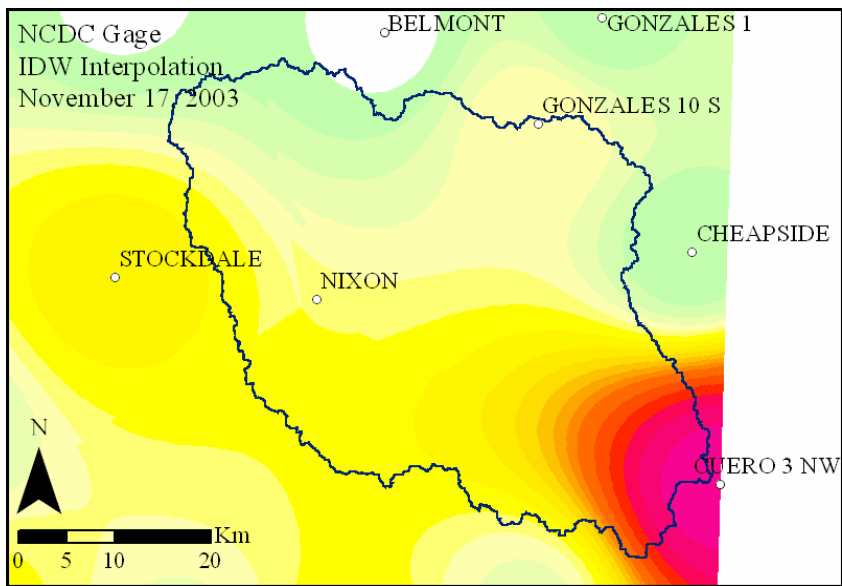 NCDC Gage
IDW Interpolation
November 17, 2003
BELMONT
GONZALES 1
GONZALES 10 S
CHEAPSIDE
STOCKDALE
NIXON
CUERO 3 NW
N
Km
0 5 10 20